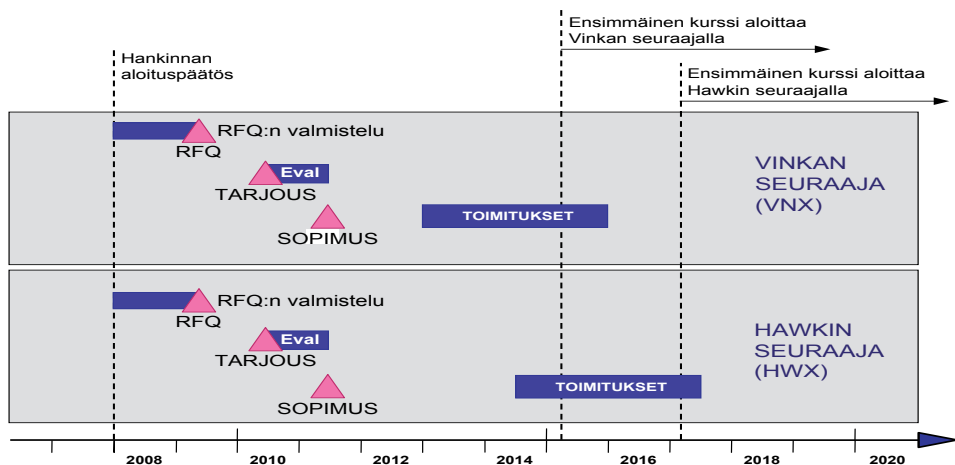 Ensimmäinen kurssi aloittaa
Vinkan seuraajalla
Hankinnan
aloituspäätös
Ensimmäinen kurssi aloittaa
Hawkin seuraajalla
RFQ:n valmistelu
RFQ
Eval
TARJOUS
TOIMITUKSET
SOPIMUS
VINKAN
SEURAAJA
(VNX)
RFQ:n valmistelu
RFQ
Eval
TARJOUS
TOIMITUKSET
SOPIMUS
HAWKIN
SEURAAJA
(HWX)
2008 2010 2012 2014 2016 2018 2020